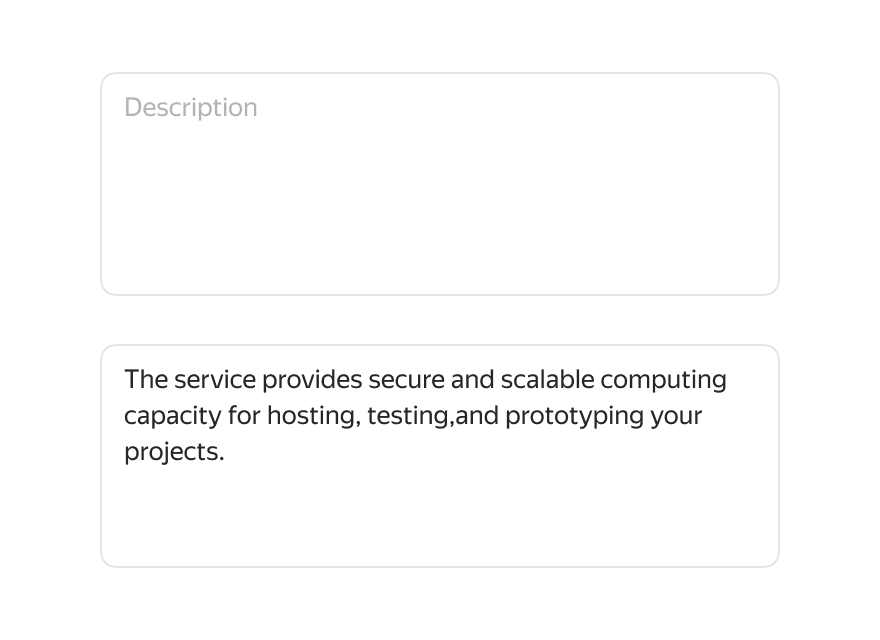 Description
The service provides secure and scalable computing
capacity for hosting, testing,and prototyping your
projects.